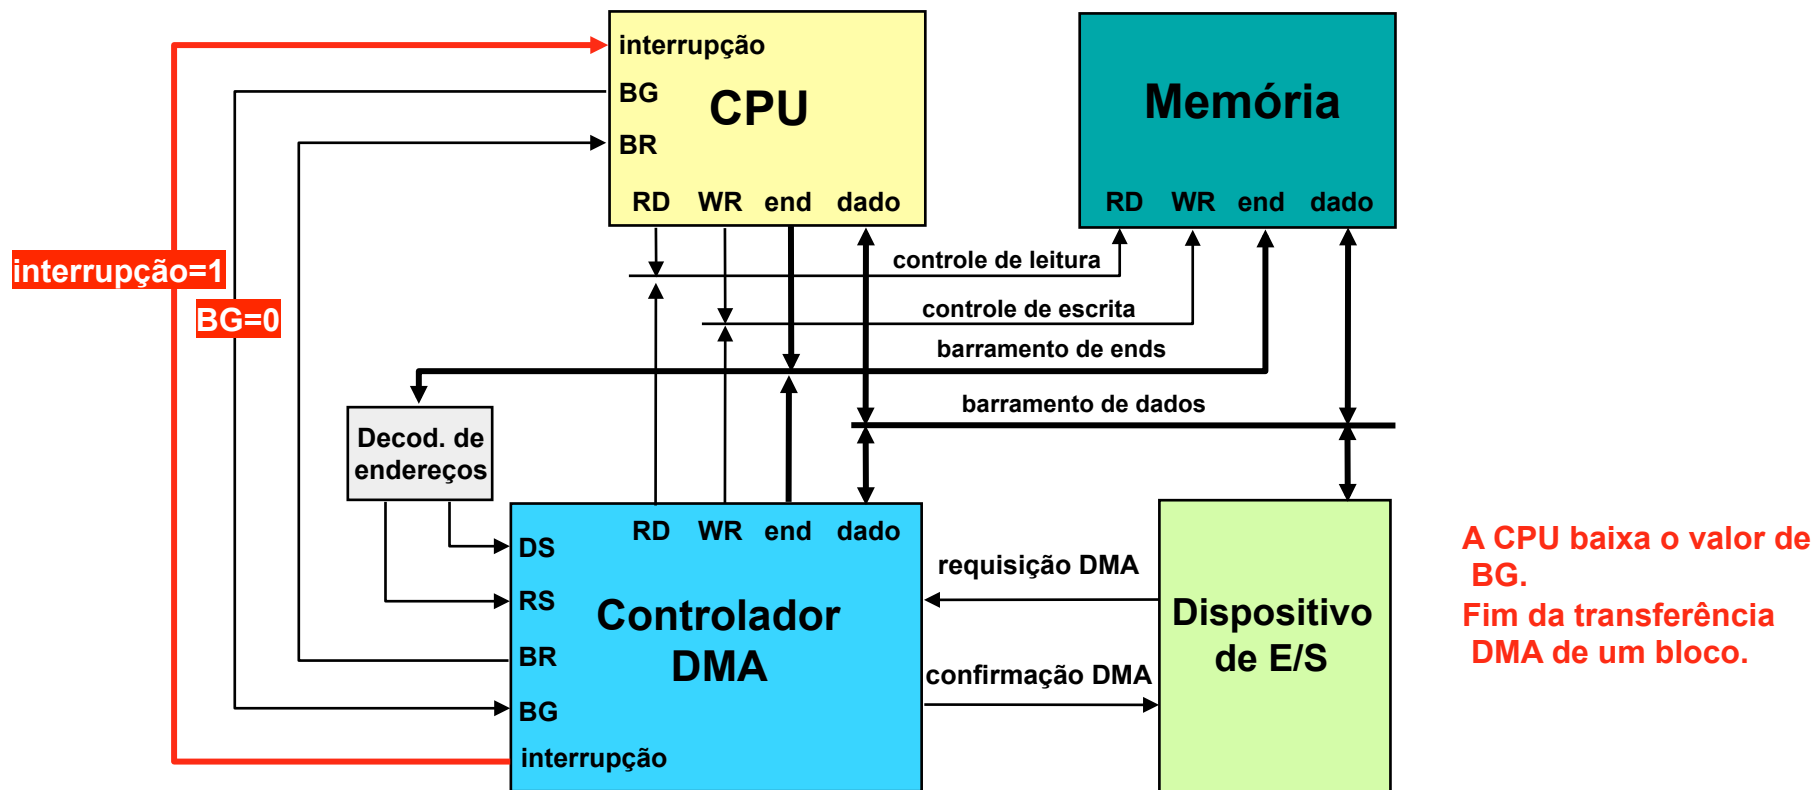 interrupção
BG
CPU
BR
RD WR end dado
Memória
RD WR end dado
interrupção=1
BG=0
controle de leitura
controle de escrita
barramento de ends
barramento de dados
Decod. de
endereços
RD WR end dado
DS
RS
Controlador
DMA
BR
BG
interrupção
requisição DMA
confirmação DMA
Dispositivo
de E/S
A CPU baixa o valor de
BG.
Fim da transferência
DMA de um bloco.